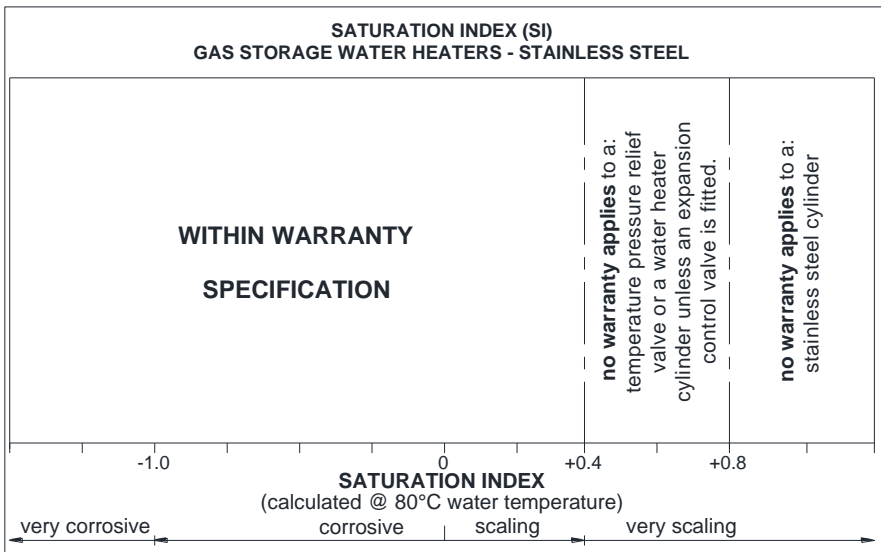 SATURATION INDEX (SI)
GAS STORAGE WATER HEATERS - STAINLESS STEEL
WITHIN WARRANTY
SPECIFICATION
no warranty applies to a:
temperature pressure relief
valve or a water heater
cylinder unless an expansion
control valve is fitted.
no warranty applies to a:
stainless steel cylinder
-1.0
0
+0.4
+0.8
SATURATION INDEX
(calculated @ 80°C water temperature)
very corrosive
corrosive
scaling
very scaling